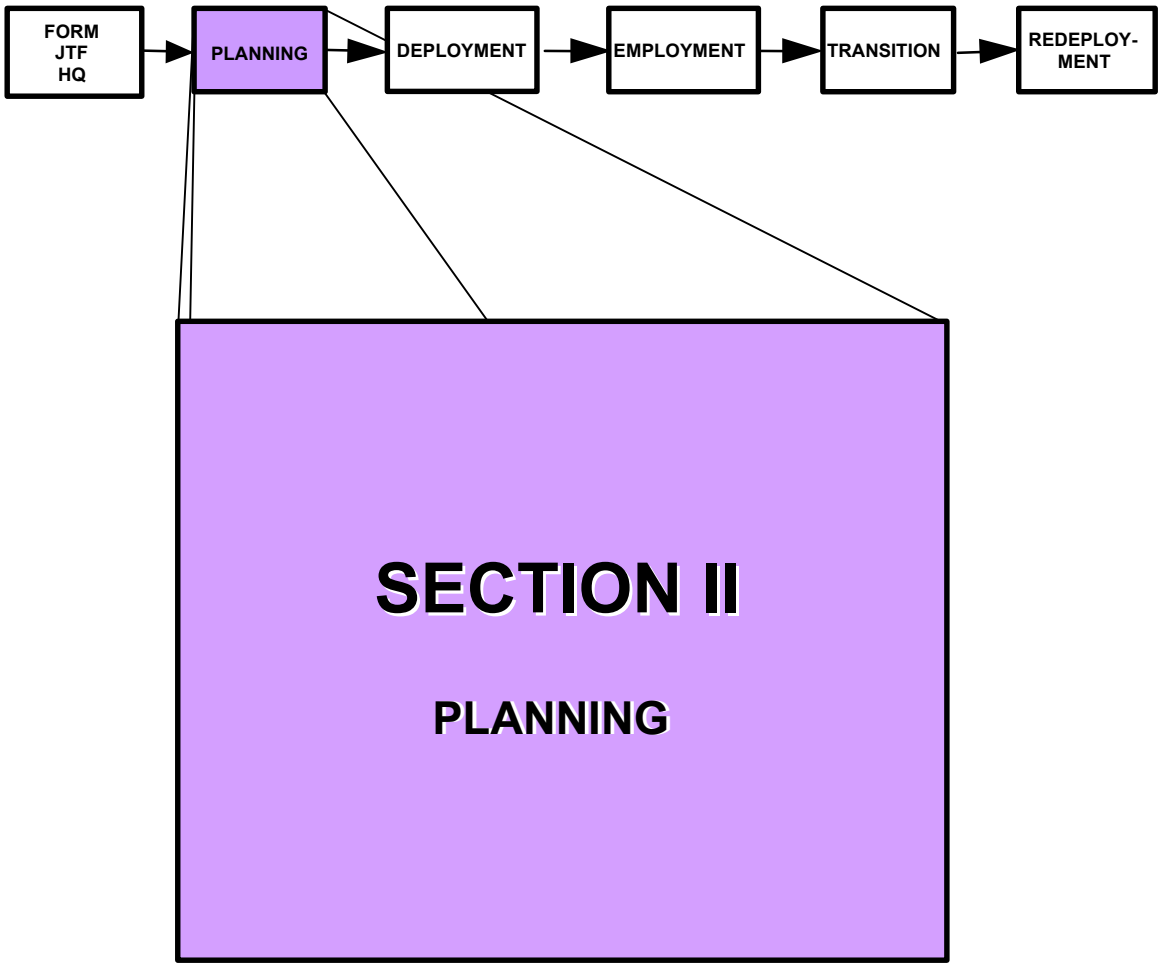 FORM
JTF
HQ
PLANNING
DEPLOYMENT
EMPLOYMENT
TRANSITION
REDEPLOY-
MENT
SECTION II
PLANNING